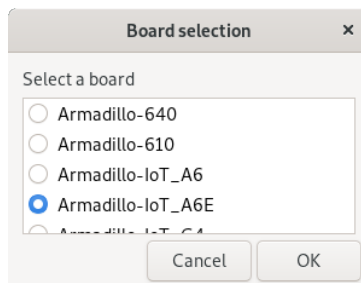 Board selection
×
Select a board
Armadillo-640
Armadillo-610
Armadillo-IoT_A6
Armadillo-IoT_A6E
Cancel
OK